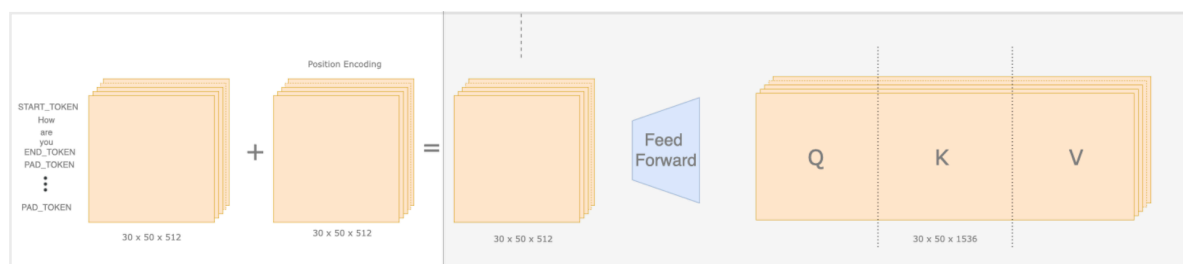 Position Encoding
START_TOKEN
How
are
you
END_TOKEN
PAD_TOKEN
PAD_TOKEN
+
=
Feed
Forward
Q
K
V
30 x 50 x 512
30 x 50 x 512
30 x 50 x 512
30 x 50 x 1536